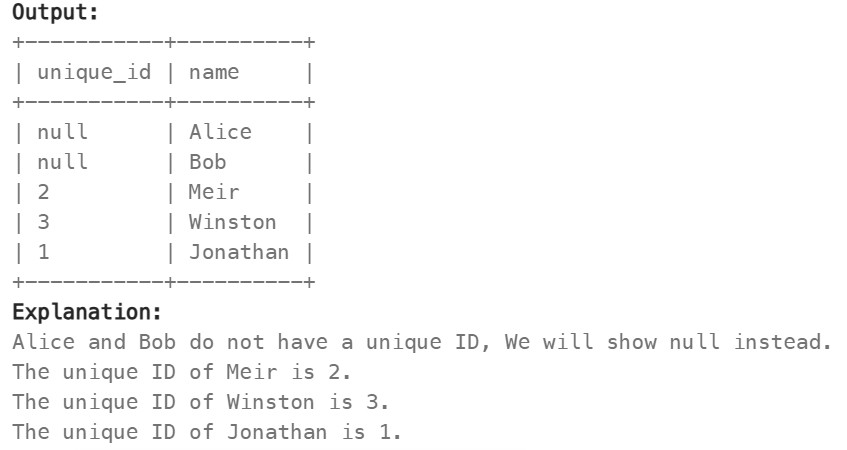 Output:
+-----------+----------+
| unique_id | name     |
+-----------+----------+
| null      | Alice    |
| null      | Bob      |
| 2         | Meir     |
| 3         | Winston  |
| 1         | Jonathan |
+-----------+----------+
Explanation:
Alice and Bob do not have a unique ID, We will show null instead.
The unique ID of Meir is 2.
The unique ID of Winston is 3.
The unique ID of Jonathan is 1.